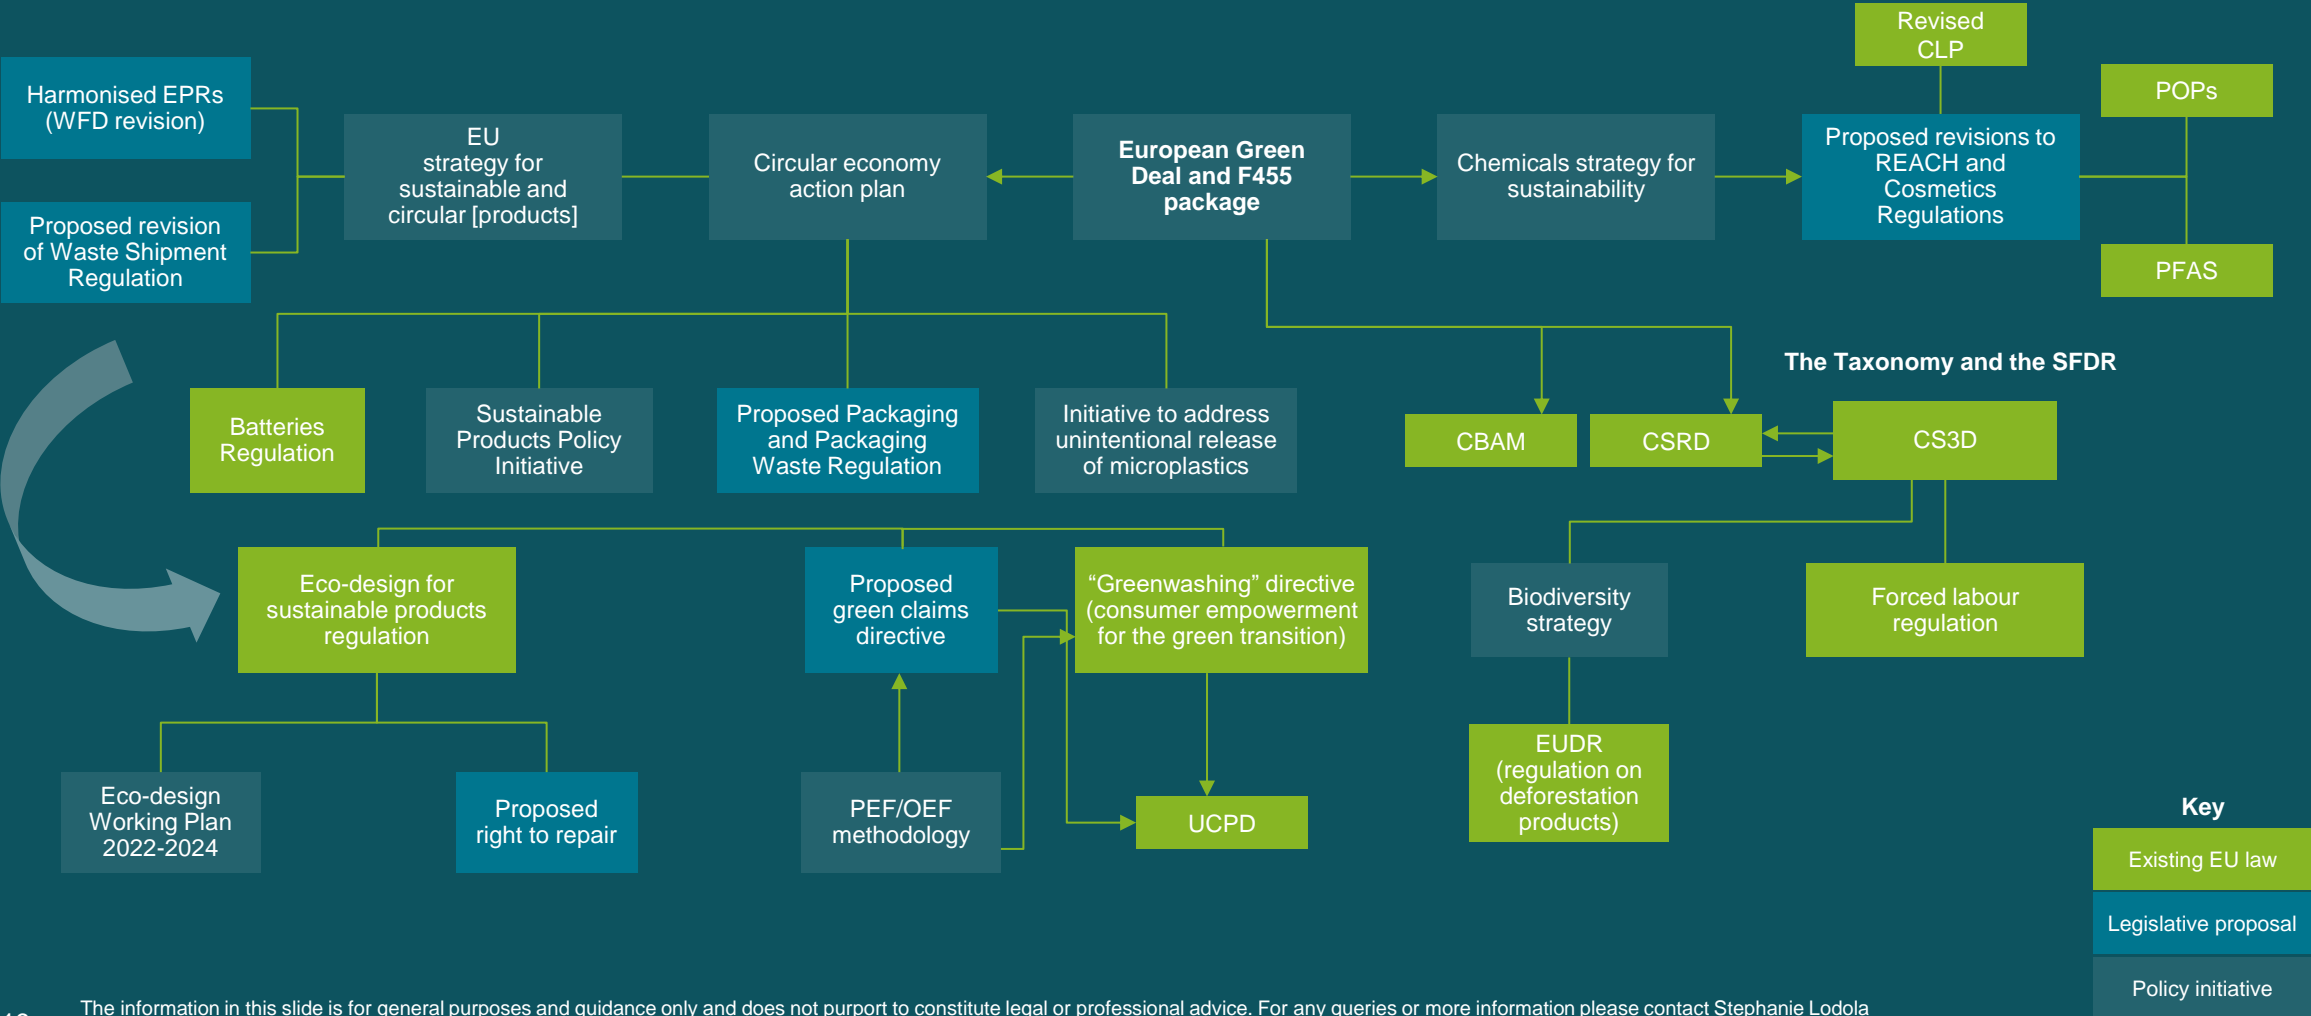 Revised
CLP
Harmonised EPRs
(WFD revision)
POPs
EU
strategy for
sustainable and
circular [products]
Circular economy
action plan
European Green
Deal and F455
package
Chemicals strategy for
sustainability
Proposed revisions to
REACH and
Cosmetics
Regulations
Proposed revision
of Waste Shipment
Regulation
PFAS
The Taxonomy and the SFDR
Batteries
Regulation
Sustainable
Products Policy
Initiative
Proposed Packaging
and Packaging
Waste Regulation
Initiative to address
unintentional release
of microplastics
CBAM
CSRD
CS3D
Eco-design for
sustainable products
regulation
Proposed
green claims
directive
“Greenwashing” directive
(consumer empowerment
for the green transition)
Biodiversity
strategy
Forced labour
regulation
Eco-design
Working Plan
2022-2024
Proposed
right to repair
PEF/OEF
methodology
UCPD
EUDR
(regulation on
deforestation
products)
Key
Existing EU law
Legislative proposal
Policy initiative
The information in this slide is for general purposes and guidance only and does not purport to constitute legal or professional advice. For any queries or more information please contact Stephanie Lodola